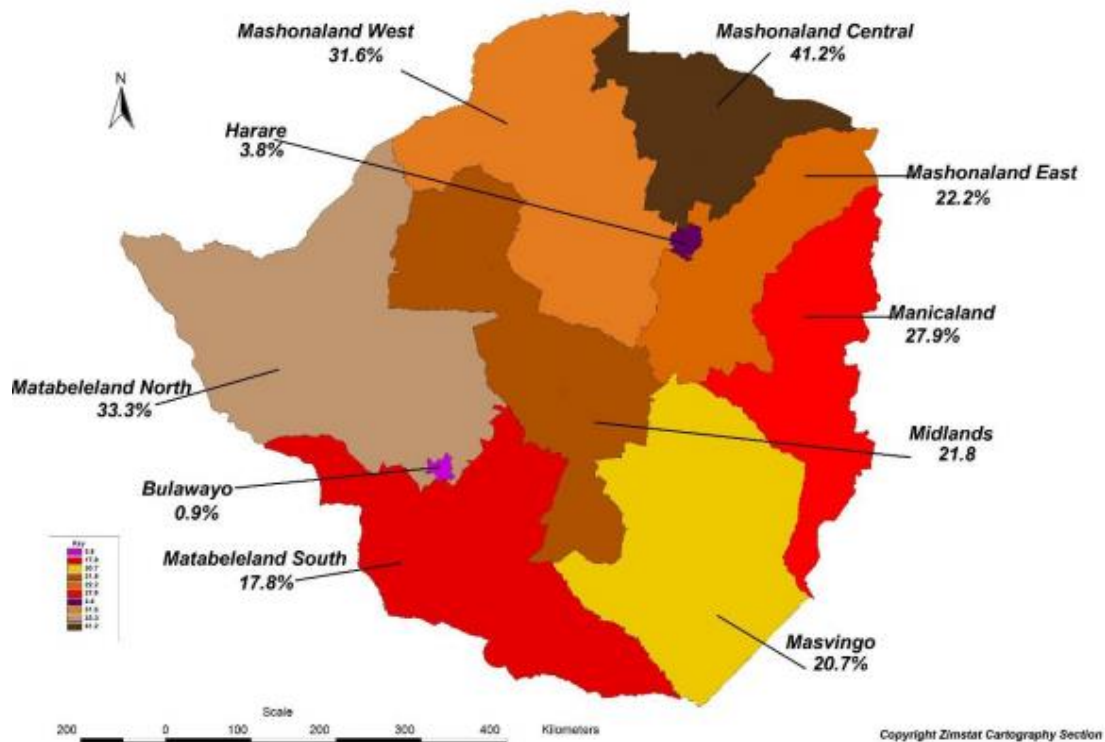 Mashonaland West
31.6%
Mashonaland Central
41.2%
N
Harare
3.8%
Mashonaland East
22.2%
Manicaland
27.9%
Matabeleland North
33.3%
Midlands
21.8
Bulawayo
0.9%
Matabeleland South
17.8%
Key
Masvingo
20.7%
Scale
200 0 100 200 300 400 Kilometers
Copyright Zimstat Cartography Section